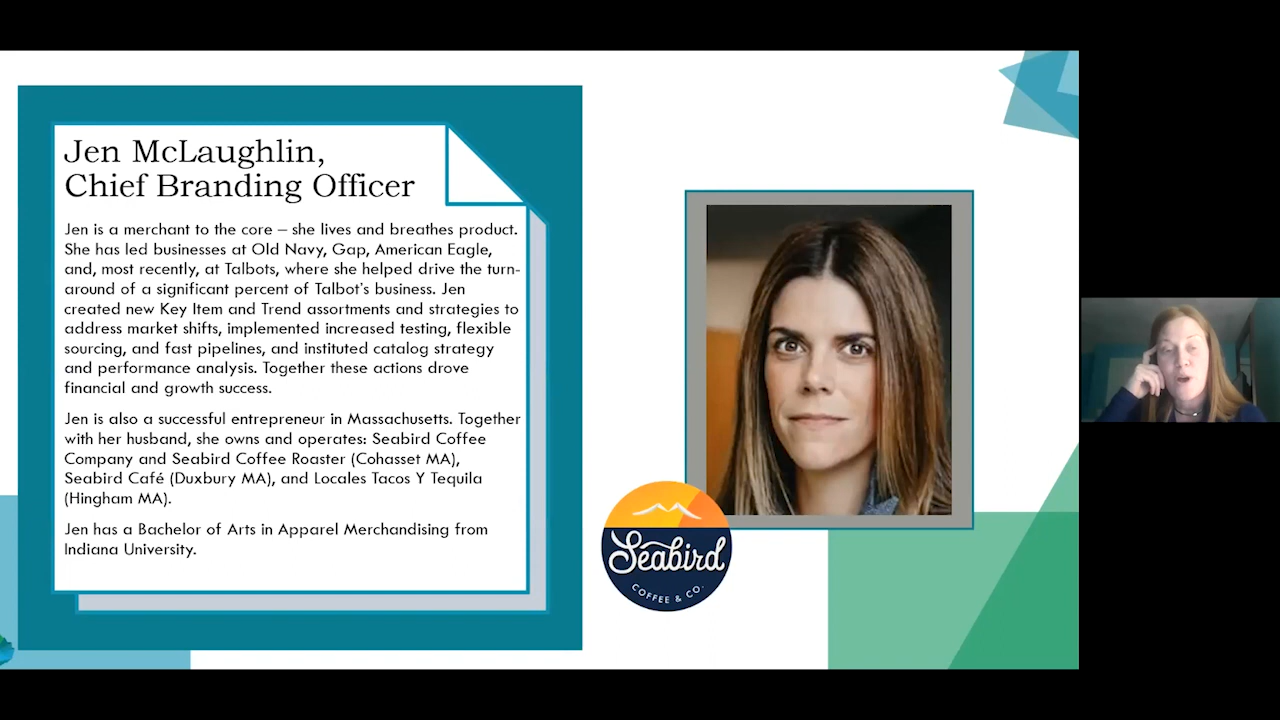 Jen McLaughlin,
Chief Branding Officer
Jen is a merchant to the core – she lives and breathes product.
She has led businesses at Old Navy, Gap, American Eagle,
and, most recently, at Talbots, where she helped drive the turn-
around of a significant percent of Talbot's business. Jen
created new Key Item and Trend assortments and strategies to
address market shifts, implemented increased testing, flexible
sourcing, and fast pipelines, and instituted catalog strategy
and performance analysis. Together these actions drove
financial and growth success.
Jen is also a successful entrepreneur in Massachusetts. Together
with her husband, she owns and operates: Seabird Coffee
Company and Seabird Coffee Roaster (Cohasset MA),
Seabird Café (Duxbury MA), and Locales Tacos Y Tequila
(Hingham MA).
Jen has a Bachelor of Arts in Apparel Merchandising from
Indiana University.
Seabird
COFFEE & CO.